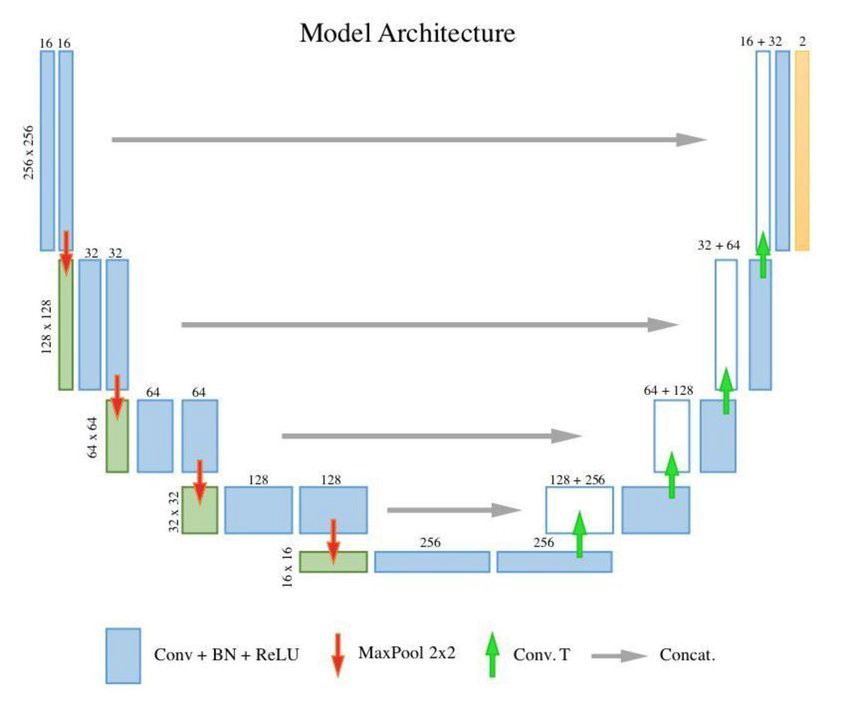 Model Architecture
16 16
16 + 32 2
256 x 256
32 32
32 + 64
128 x 128
64 64
64 + 128
64 x 64
128 128
128 + 256
32 x 32
256 256
16 x 16
Conv + BN + ReLU
MaxPool 2x2
Conv. T
Concat.